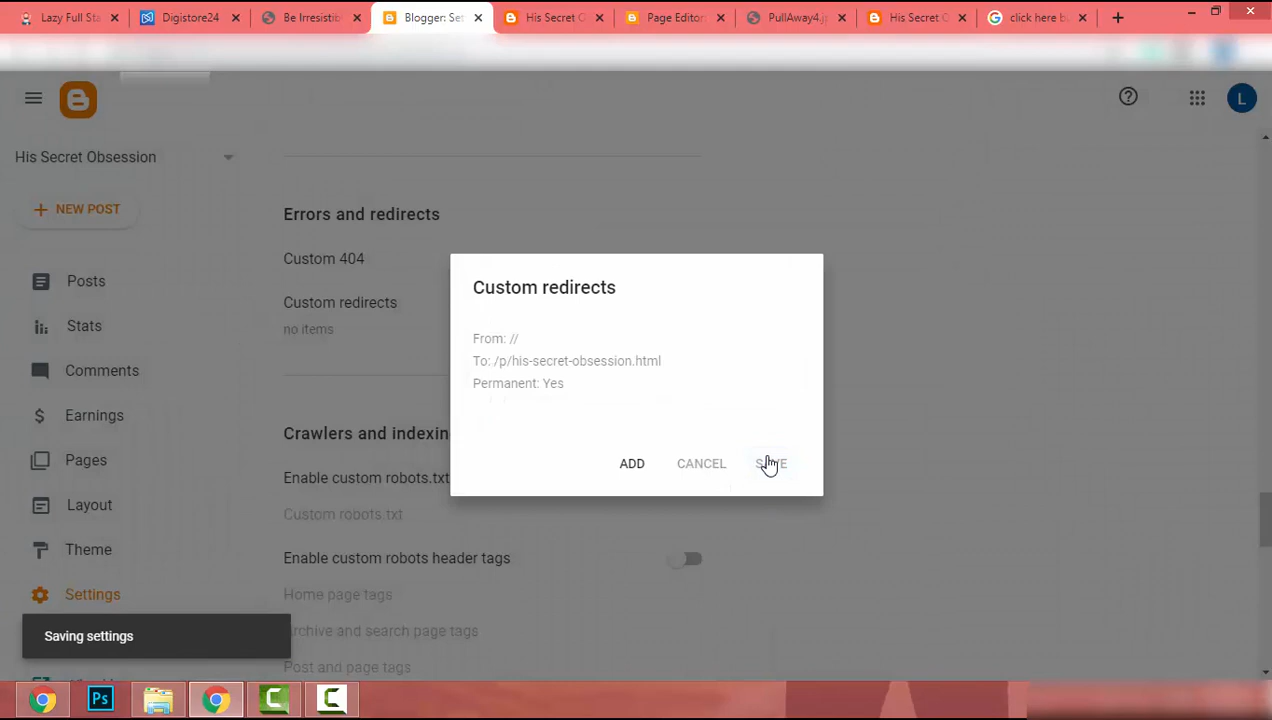 Lazy Full St
Digistore24
Be Irresistib
Blogger: Set
His Secret O
Page Editor
PullAway4.j
His Secret O
click here b
L
His Secret Obsession
NEW POST
Posts
Stats
Comments
Earnings
Pages
Layout
Theme
Settings
Errors and redirects
Custom 404
Custom redirects
no items
Crawlers and indexin
Enable custom robots.txt
Custom robots.txt
Enable custom robots header tags
Home page tags
Archive and search page tags
Post and page tags
Custom redirects
From: //
To: /p/his-secret-obsession.html
Permanent: Yes
ADD
CANCEL
SAVE
Saving settings
Ps